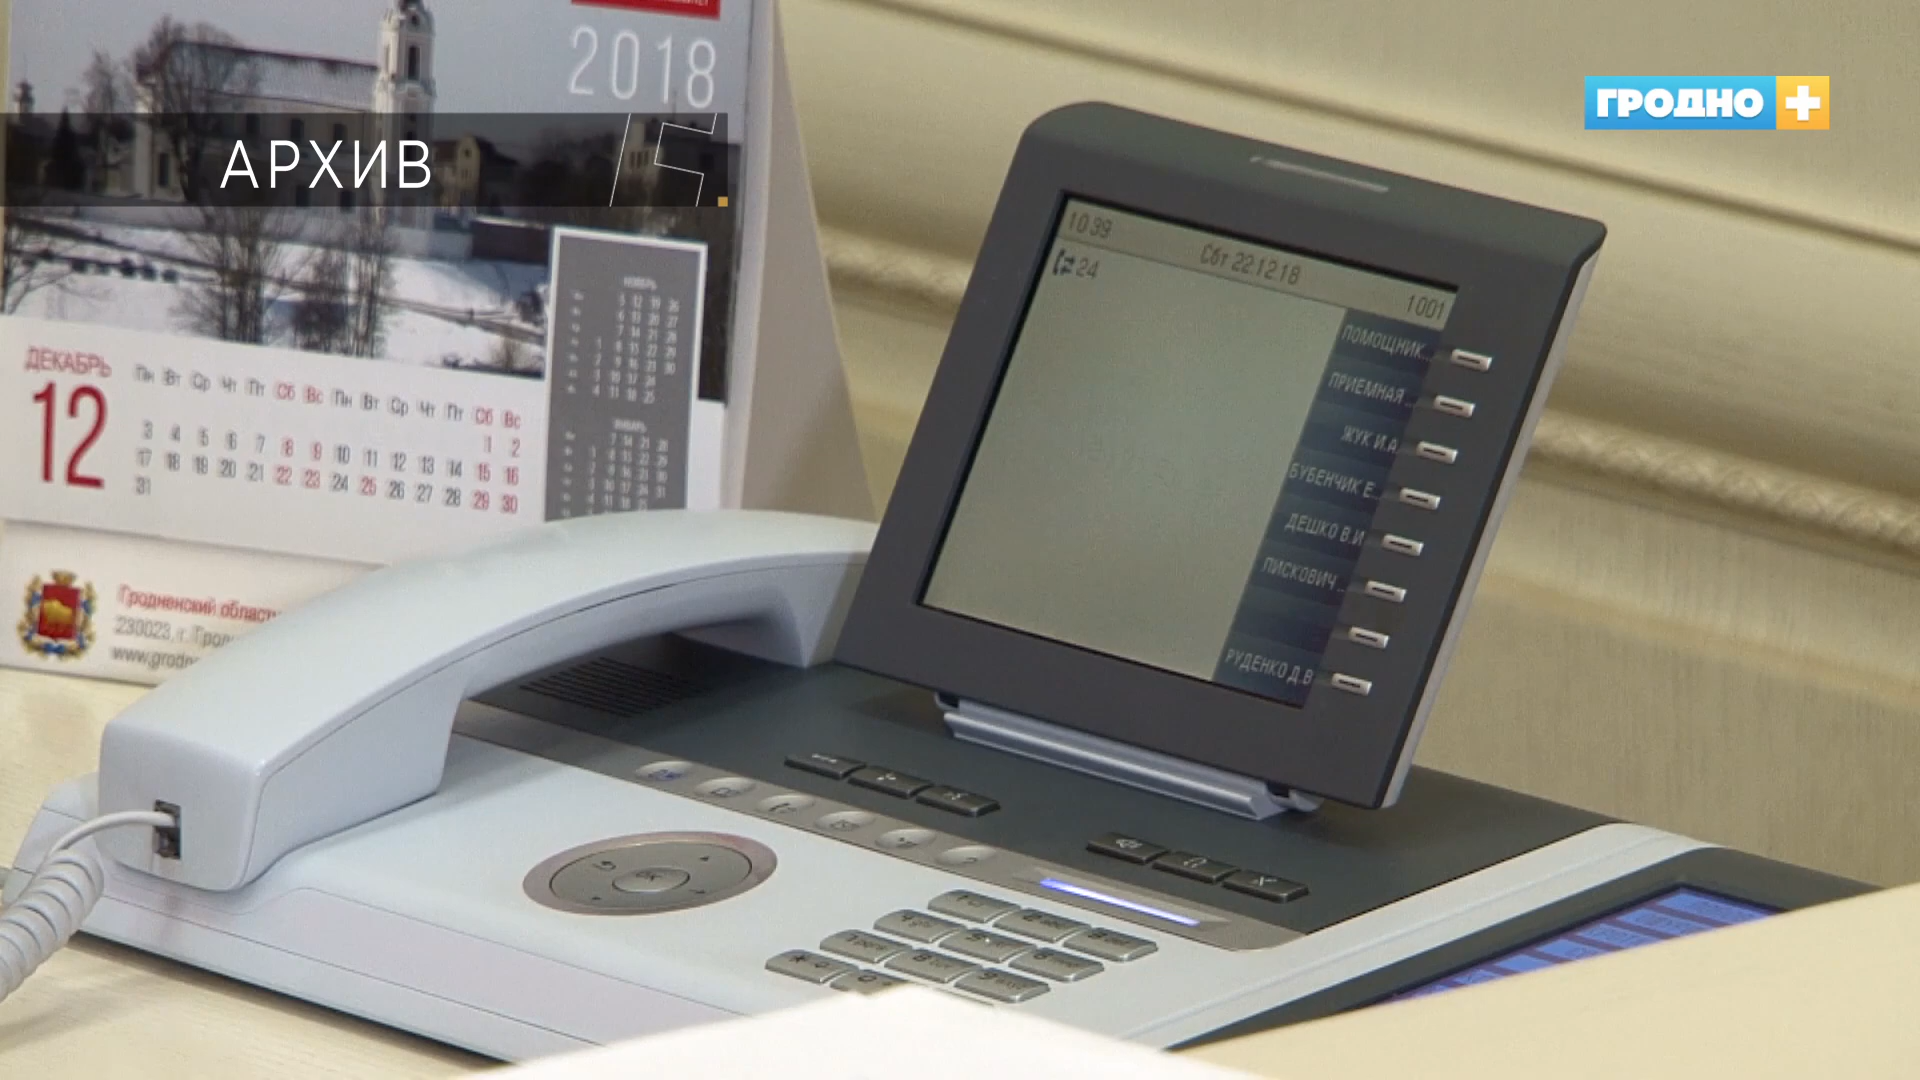 2018
ГРОДНО +
АРХИВ
10 39
Сбт 22.12.18
1001
24
ПОМОЩНИК...
ПРИЕМНАЯ ...
ЖУК И.А.
БУБЕНЧИК Е...
ДЕШКО В.И
ПИСКОВИЧ ...
РУДЕНКО Д.В
НОЯБРЬ
ЯНВАРЬ
ДЕКАБРЬ
12
Пн Вт Ср Чт Пт Сб Вс Пн Вт Ср Чт Пт Сб Вс
1 2
3 4 5 6 7 8 9 10 11 12 13 14 15 16
17 18 19 20 21 22 23 24 25 26 27 28 29 30
31
Гродненский област
230023, г. Грод
www.grodn
OK